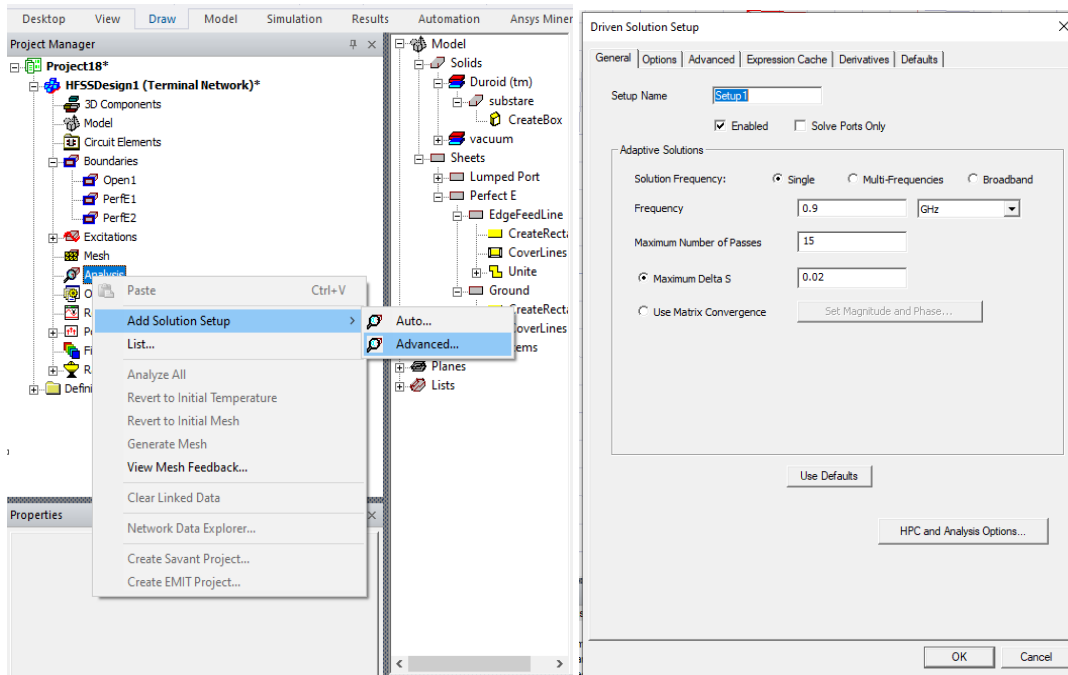 Desktop View Draw Model Simulation Results Automation Ansys Miner
Project Manager
Project18*
HFSSDesign1 (Terminal Network)*
3D Components
Model
Circuit Elements
Boundaries
Open1
PerfE1
PerfE2
Excitations
Mesh
Analysis
O
R
Po
Fi
R
Defini
Paste Ctrl+V
Add Solution Setup
List...
Analyze All
Revert to Initial Temperature
Revert to Initial Mesh
Generate Mesh
View Mesh Feedback...
Clear Linked Data
Network Data Explorer...
Create Savant Project...
Create EMIT Project...
Auto...
Advanced...
Properties
Model
Solids
Duroid (tm)
substare
CreateBox
vacuum
Sheets
Lumped Port
Perfect E
EdgeFeedLine
CreateRecta
CoverLines
Unite
Ground
CreateRecta
CoverLines
ems
Planes
Lists
Driven Solution Setup
General Options Advanced Expression Cache Derivatives Defaults
Setup Name Setup1
Enabled Solve Ports Only
Adaptive Solutions
Solution Frequency: Single Multi-Frequencies Broadband
Frequency 0.9 GHz
Maximum Number of Passes 15
Maximum Delta S 0.02
Use Matrix Convergence Set Magnitude and Phase...
Use Defaults
HPC and Analysis Options...
OK Cancel